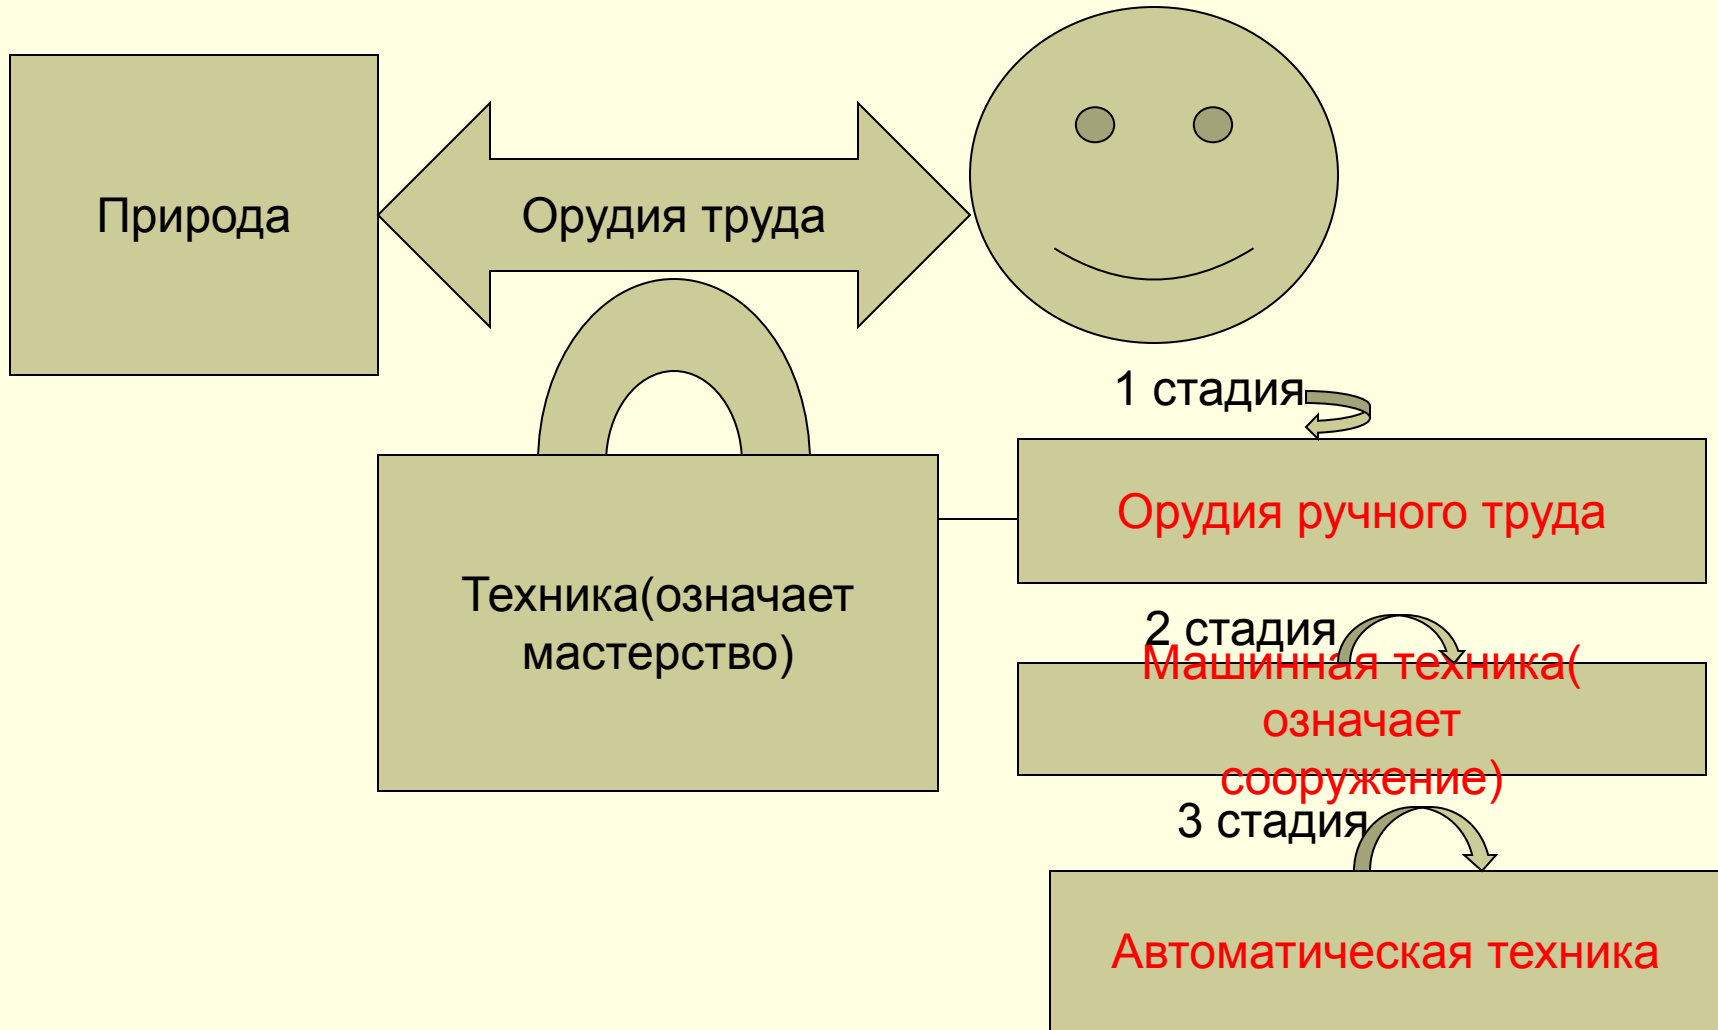 Природа
Орудия труда
1 стадия
Орудия ручного труда
Техника(означает
мастерство)
2 стадия
Машинная техника(
означает
сооружение)
3 стадия
Автоматическая техника